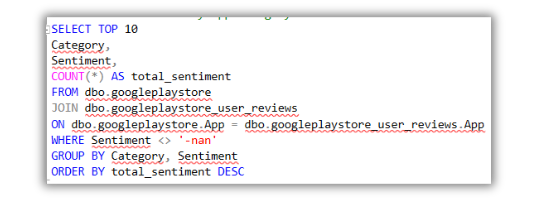 SELECT TOP 10
Category,
Sentiment,
COUNT(*) AS total_sentiment
FROM dbo.googleplaystore
JOIN dbo.googleplaystore_user_reviews
ON dbo.googleplaystore.App = dbo.googleplaystore_user_reviews.App
WHERE Sentiment <> '-nan'
GROUP BY Category, Sentiment
ORDER BY total_sentiment DESC